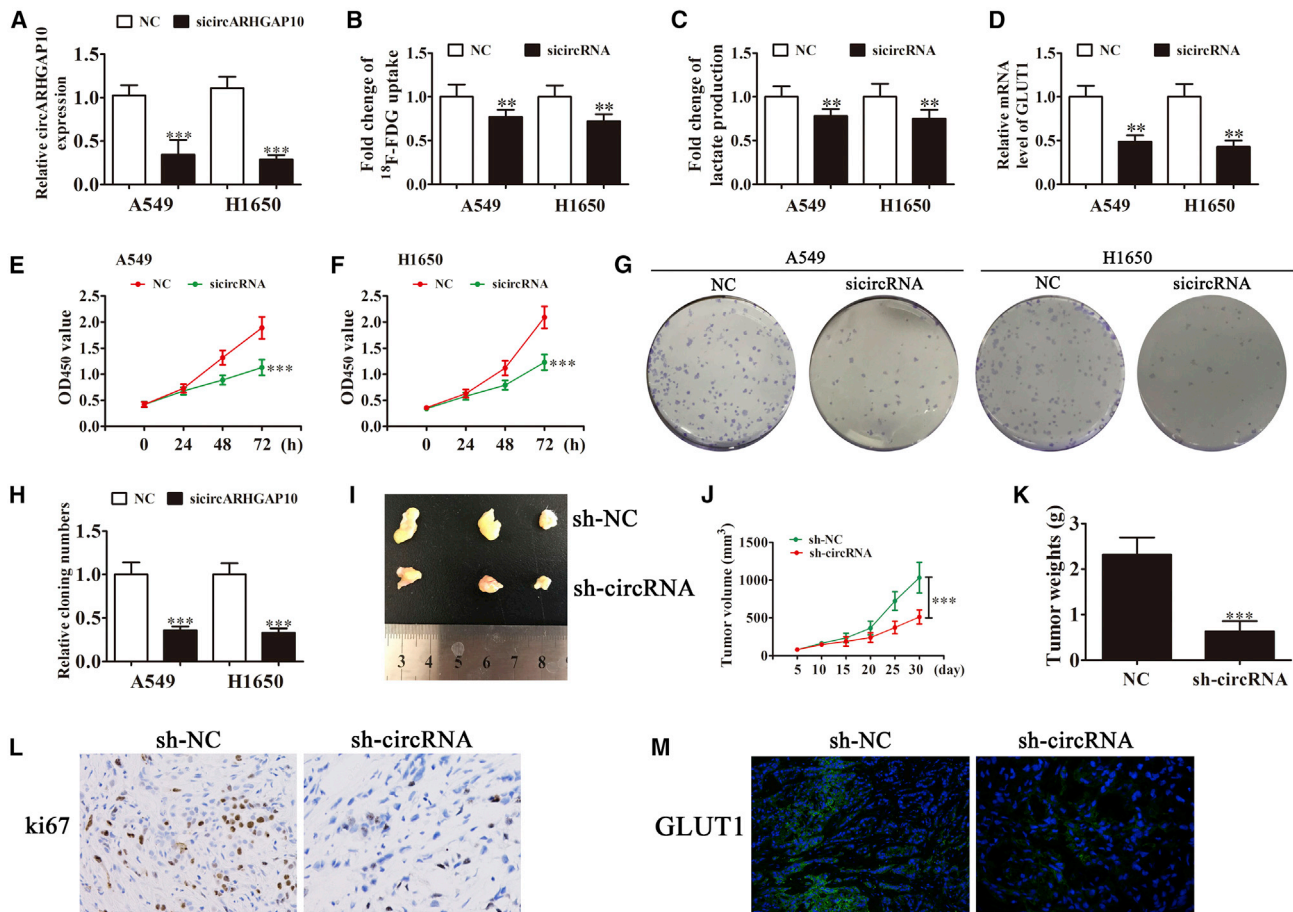 A
NC sicircARHGAP10
Relative circARHGAP10
expression
1.5
1.0
0.5
0.0
***
***
A549 H1650
B
NC sicircRNA
Fold chenge of
18F-FDG uptake
1.5
1.0
0.5
0.0
**
**
A549 H1650
C
NC sicircRNA
Fold chenge of
lactate production
1.5
1.0
0.5
0.0
**
**
A549 H1650
D
NC sicircRNA
Relative mRNA
level of GLUT1
1.5
1.0
0.5
0.0
**
**
A549 H1650
E
A549
NC sicircRNA
OD450 value
2.5
2.0
1.5
1.0
0.5
0.0
***
0 24 48 72 (h)
F
H1650
NC sicircRNA
OD450 value
2.5
2.0
1.5
1.0
0.5
0.0
***
0 24 48 72 (h)
G
A549 H1650
NC sicircRNA NC sicircRNA
H
NC sicircARHGAP10
Relative cloning numbers
1.5
1.0
0.5
0.0
***
***
A549 H1650
I
sh-NC
sh-circRNA
3 4 5 6 7 8
J
sh-NC
sh-circRNA
Tumor volume (mm3)
1500
1000
500
0
***
5 10 15 20 25 30 (day)
K
Tumor weights (g)
3
2
1
0
***
NC sh-circRNA
L
sh-NC sh-circRNA
ki67
M
sh-NC sh-circRNA
GLUT1